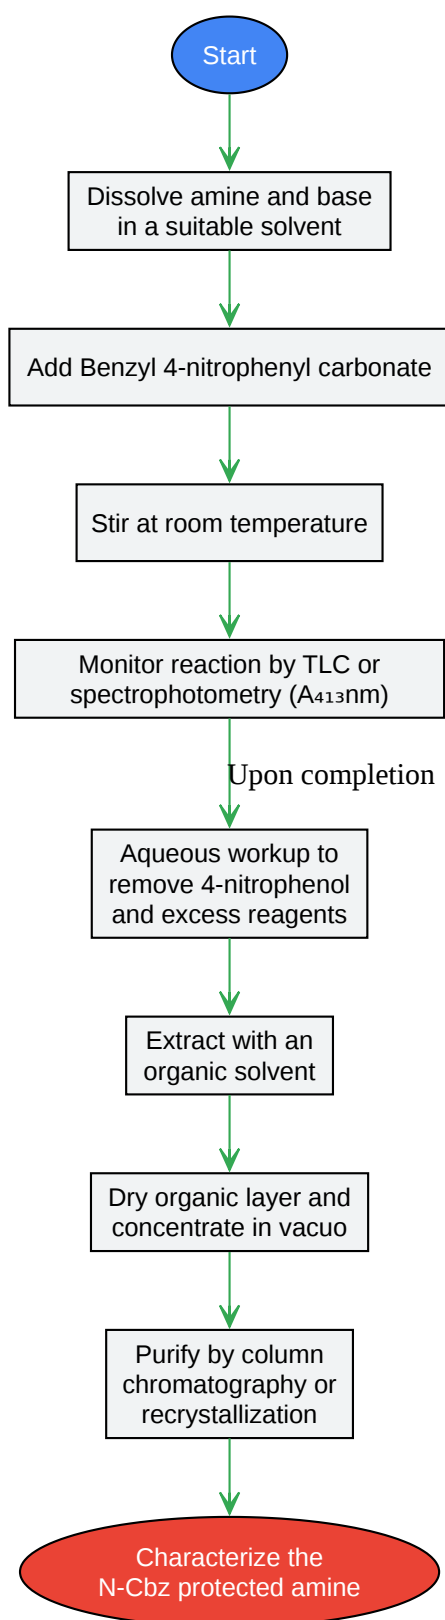 Start
Dissolve amine and base
in a suitable solvent
Add Benzyl 4-nitrophenyl carbonate
Stir at room temperature
Monitor reaction by TLC or
spectrophotometry (A₄₁₃nm)
Upon completion
Aqueous workup to
remove 4-nitrophenol
and excess reagents
Extract with an
organic solvent
Dry organic layer and
concentrate in vacuo
Purify by column
chromatography or
recrystallization
Characterize the
N-Cbz protected amine